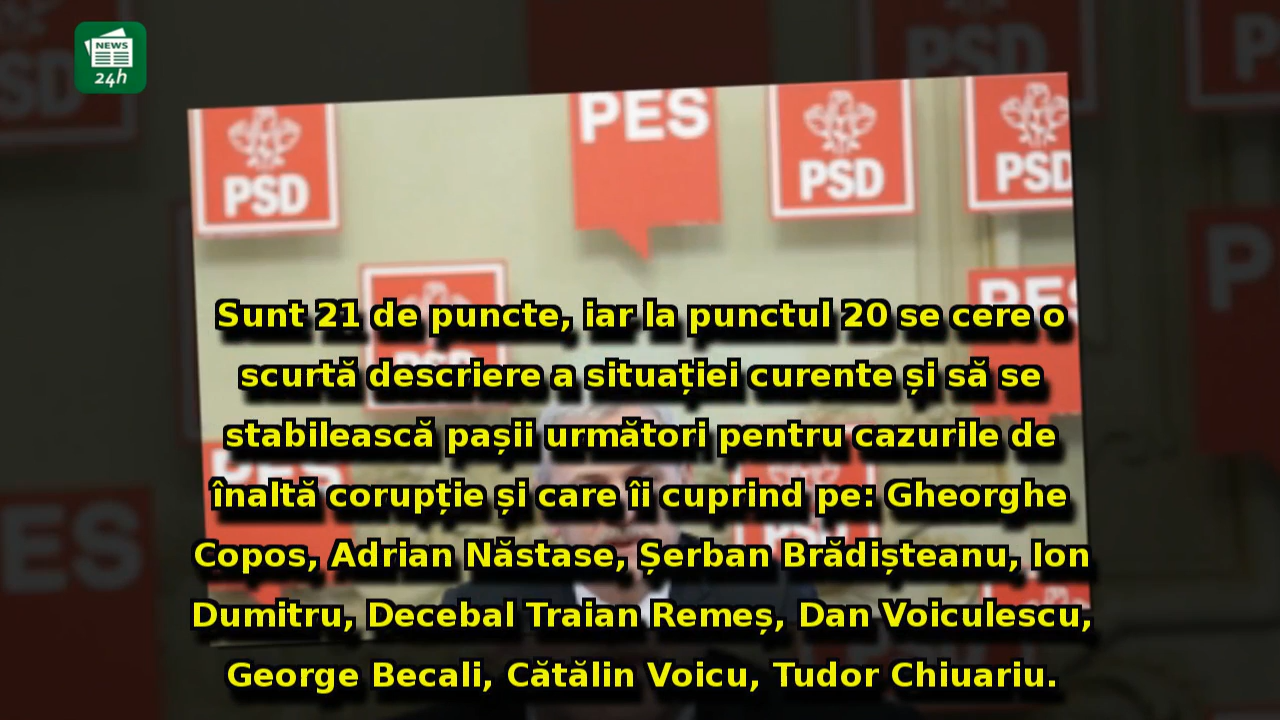 NEWS
24h
PSD
PES
PSD
PSD
PES
Sunt 21 de puncte, iar la punctul 20 se cere o
scurtă descriere a situației curente și să se
stabilească pașii următori pentru cazurile de
înaltă corupție și care îi cuprind pe: Gheorghe
Copos, Adrian Năstase, Șerban Brădișteanu, Ion
Dumitru, Decebal Traian Remeș, Dan Voiculescu,
George Becali, Cătălin Voicu, Tudor Chiuariu.